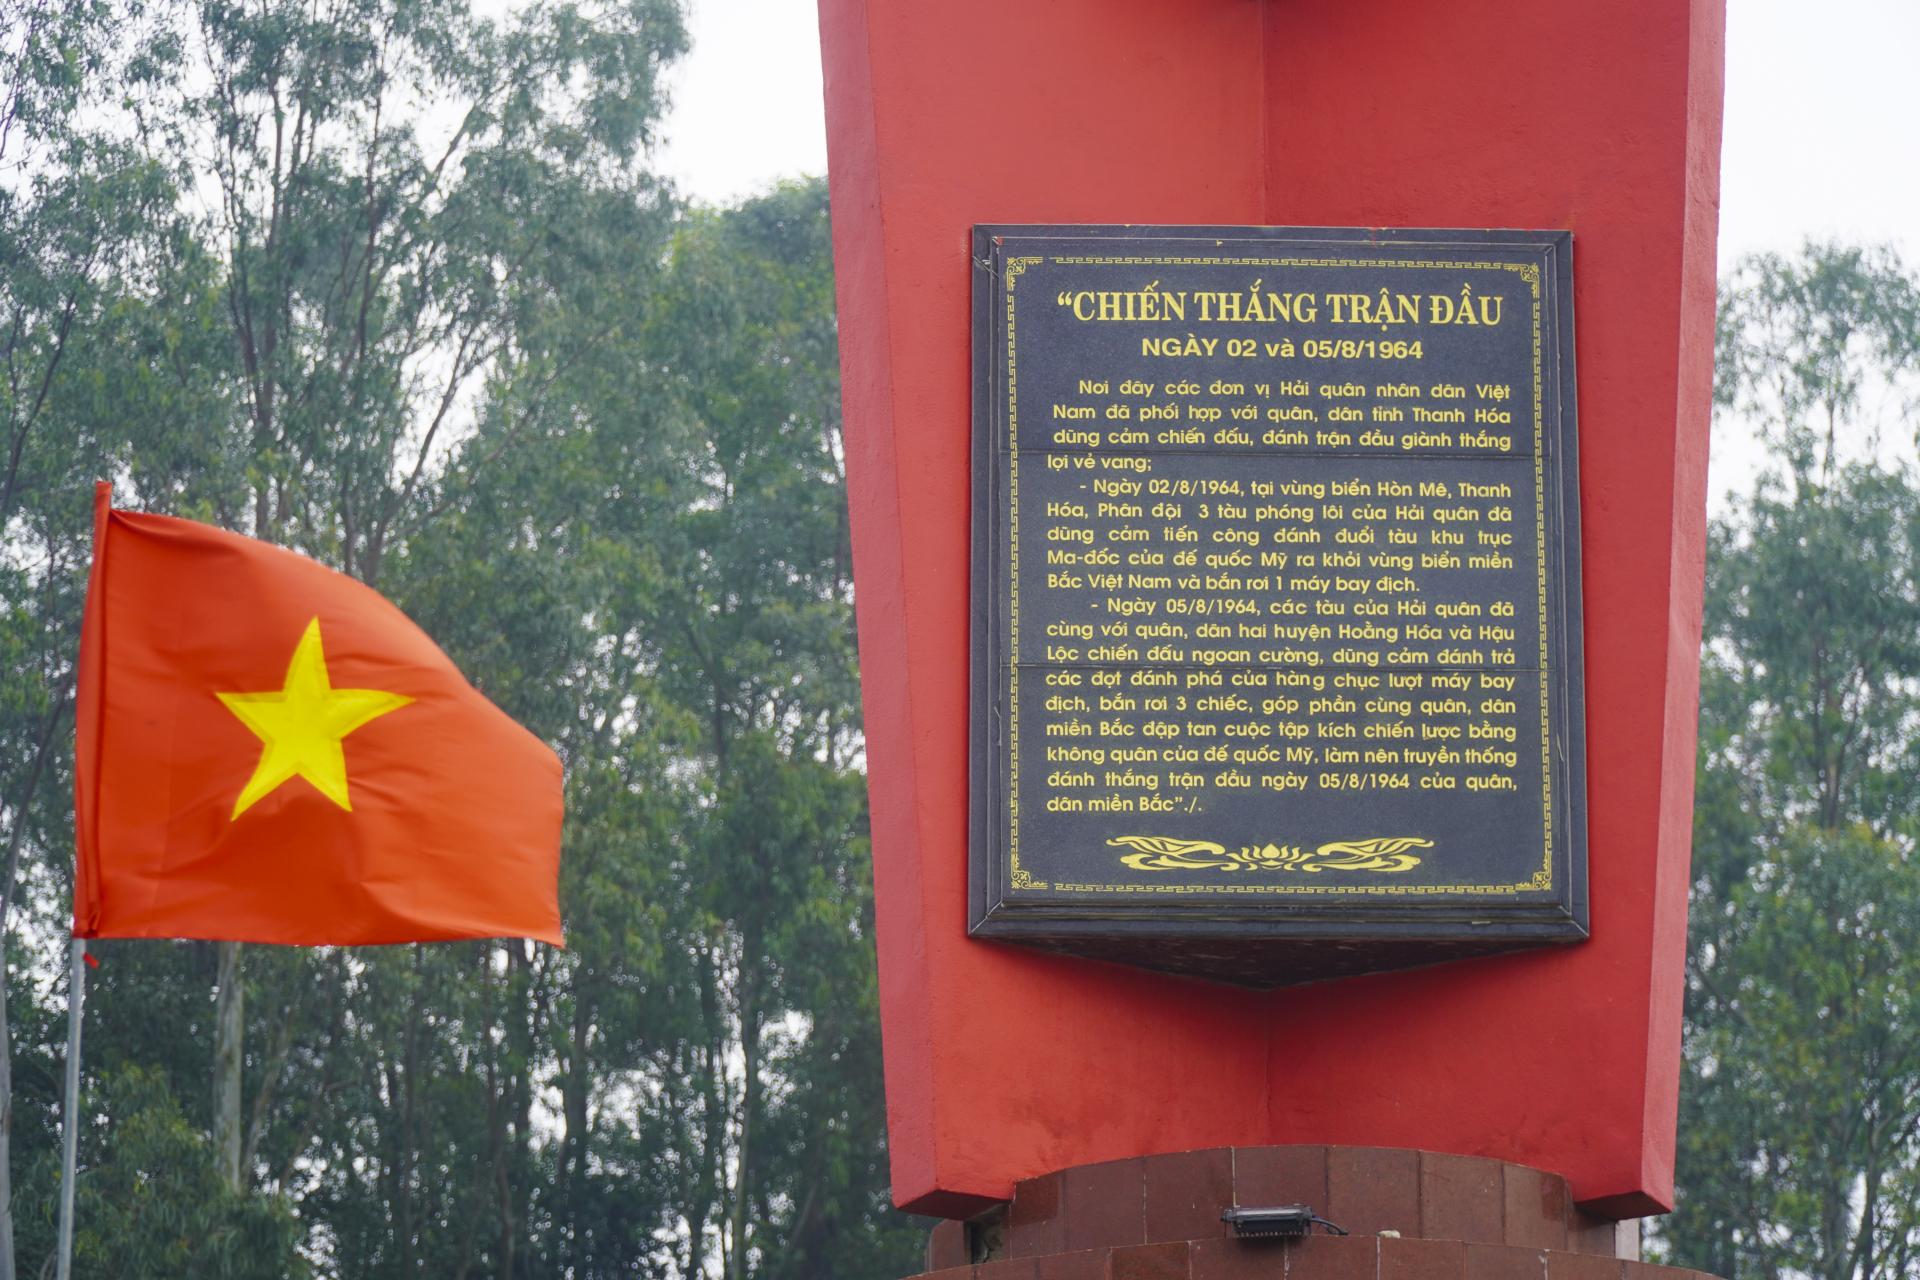 “CHIẾN THẮNG TRẬN ĐẦU
NGÀY 02 và 05/8/1964
Nơi đây các đơn vị Hải quân nhân dân Việt
Nam đã phối hợp với quân, dân tỉnh Thanh Hóa
dũng cảm chiến đấu, đánh trận đầu giành thắng
lợi vẻ vang;
- Ngày 02/8/1964, tại vùng biển Hòn Mê, Thanh
Hóa, Phân đội 3 tàu phóng lôi của Hải quân đã
dũng cảm tiến công đánh đuổi tàu khu trục
Ma-đốc của đế quốc Mỹ ra khỏi vùng biển miền
Bắc Việt Nam và bắn rơi 1 máy bay địch.
- Ngày 05/8/1964, các tàu của Hải quân đã
cùng với quân, dân hai huyện Hoằng Hóa và Hậu
Lộc chiến đấu ngoan cường, dũng cảm đánh trả
các đợt đánh phá của hàng chục lượt máy bay
địch, bắn rơi 3 chiếc, góp phần cùng quân, dân
miền Bắc đập tan cuộc tập kích chiến lược bằng
không quân của đế quốc Mỹ, làm nên truyền thống
đánh thắng trận đầu ngày 05/8/1964 của quân,
dân miền Bắc”./.